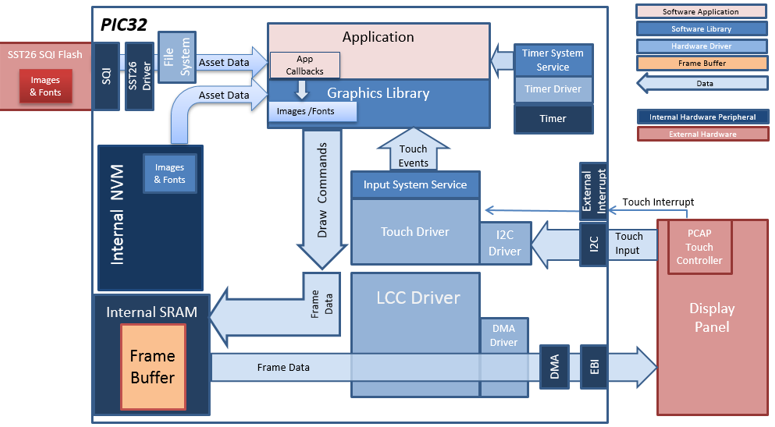 PIC32
SST26 SQI Flash
Images
& Fonts
SQI
SST26
Driver
File
System
Asset Data
Asset Data
Application
App
Callbacks
Graphics Library
Images /Fonts
Timer System
Service
Timer Driver
Timer
Software Application
Software Library
Hardware Driver
Frame Buffer
Data
Internal Hardware Peripheral
External Hardware
Internal NVM
Images
& Fonts
Draw Commands
Touch
Events
Input System Service
Touch Driver
I2C
Driver
External
Interrupt
I2C
Touch Interrupt
Touch
Input
PCAP
Touch
Controller
Display
Panel
Internal SRAM
Frame
Buffer
Frame
Data
LCC Driver
DMA
Driver
Frame Data
DMA
EBI